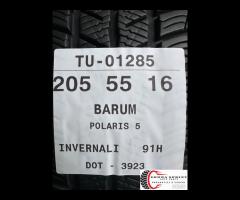 TU-01285
205 55 16
BARUM
POLARIS 5
INVERNALI 91H
DOT - 3923